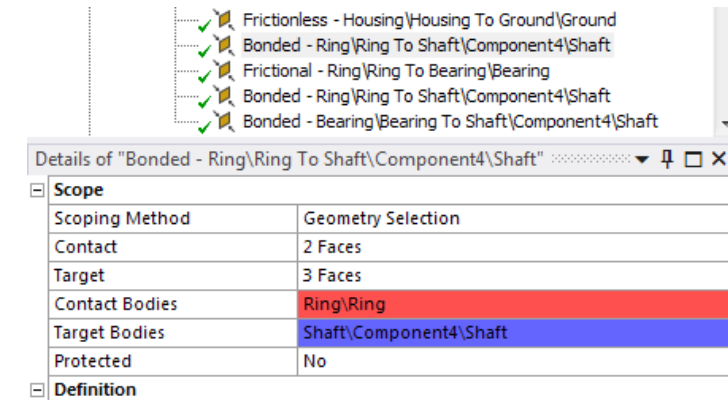 Frictionless - Housing\Housing To Ground\Ground
Bonded - Ring\Ring To Shaft\Component4\Shaft
Frictional - Ring\Ring To Bearing\Bearing
Bonded - Ring\Ring To Shaft\Component4\Shaft
Bonded - Bearing\Bearing To Shaft\Component4\Shaft
Details of "Bonded - Ring\Ring To Shaft\Component4\Shaft"
Scope
Scoping Method Geometry Selection
Contact 2 Faces
Target 3 Faces
Contact Bodies Ring\Ring
Target Bodies Shaft\Component4\Shaft
Protected No
Definition